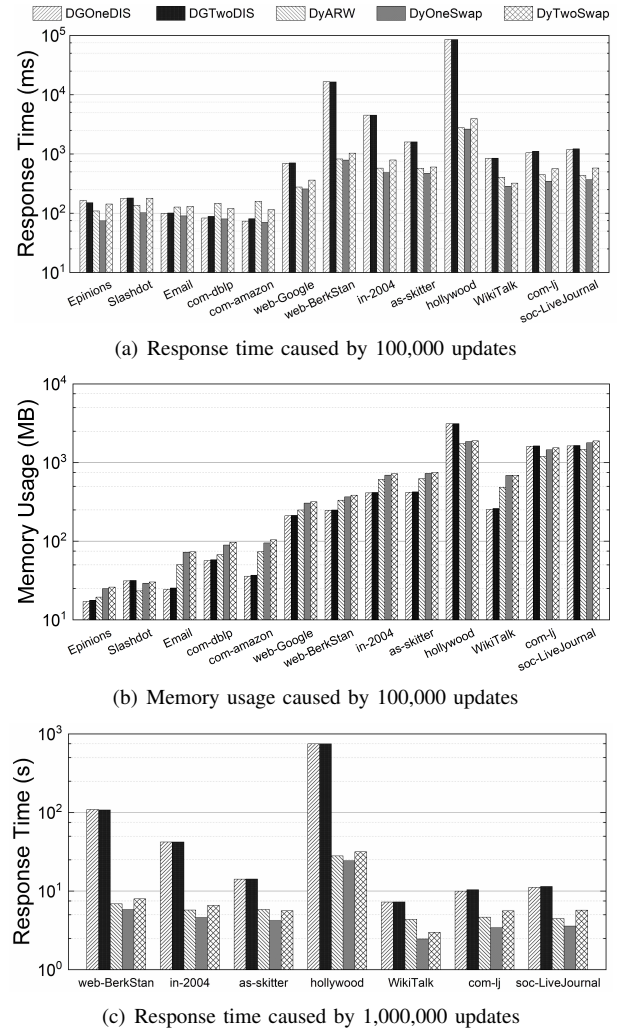 DGOneDIS DGTwoDIS DyARW DyOneSwap DyTwoSwap
Response Time (ms)
10^5
10^4
10^3
10^2
10^1
Epinions Slashdot Email com-dblp com-amazon web-Google web-BerkStan in-2004 as-skitter hollywood WikiTalk com-lj soc-LiveJournal
(a) Response time caused by 100,000 updates
Memory Usage (MB)
10^4
10^3
10^2
10^1
Epinions Slashdot Email com-dblp com-amazon web-Google web-BerkStan in-2004 as-skitter hollywood WikiTalk com-lj soc-LiveJournal
(b) Memory usage caused by 100,000 updates
Response Time (s)
10^3
10^2
10^1
10^0
web-BerkStan in-2004 as-skitter hollywood WikiTalk com-lj soc-LiveJournal
(c) Response time caused by 1,000,000 updates